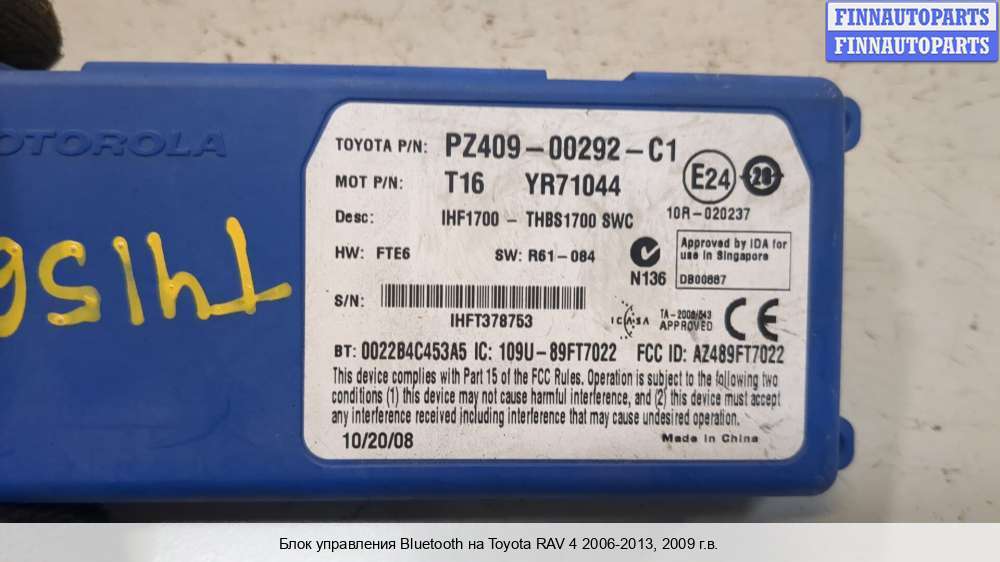 FINNAUTOPARTS
FINNAUTOPARTS
OTOROLA
TOYOTA P/N: PZ409-00292-C1
MOT P/N: T16 YR71044
E24
28
10R-020237
Desc: IHF1700 - THBS1700 SWC
HW: FTE6 SW: R61-084
N136
Approved by IDA for
use in Singapore
DB00887
S/N:
IHFT378753
ICASA
TA-2008/543
APPROVED
CE
BT: 0022B4C453A5 IC: 109U-89FT7022 FCC ID: AZ489FT7022
This device complies with Part 15 of the FCC Rules. Operation is subject to the following two
conditions (1) this device may not cause harmful interference, and (2) this device must accept
any interference received including interference that may cause undesired operation.
10/20/08
Made in China
Блок управления Bluetooth на Toyota RAV 4 2006-2013, 2009 г.в.